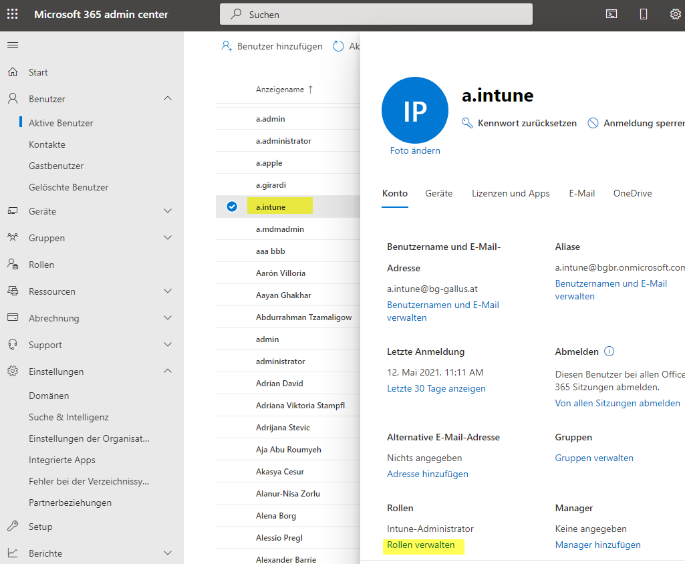 Microsoft 365 admin center
Suchen
Start
Benutzer
Aktive Benutzer
Kontakte
Gastbenutzer
Gelöschte Benutzer
Geräte
Gruppen
Rollen
Ressourcen
Abrechnung
Support
Einstellungen
Domänen
Suche & Intelligenz
Einstellungen der Organisat...
Integrierte Apps
Fehler bei der Verzeichnissy...
Partnerbeziehungen
Setup
Berichte
Benutzer hinzufügen
Ak
Anzeigename ↑
a.admin
a.administrator
a.apple
a.girardi
a.intune
a.mdmadmin
aaa bbb
Aarón Villoria
Aayan Ghakhar
Abdurrahman Tzamaligow
admin
administrator
Adrian David
Adriana Viktoria Stampfl
Adrijana Stevic
Aja Abu Roumyeh
Akasya Cesur
Alanur-Nisa Zorlu
Alena Borg
Alessio Pregl
Alexander Barrie
IP
Foto ändern
a.intune
Kennwort zurücksetzen
Anmeldung sperren
Konto
Geräte
Lizenzen und Apps
E-Mail
OneDrive
Benutzername und E-Mail-
Adresse
a.intune@bg-gallus.at
Benutzernamen und E-Mail
verwalten
Aliase
a.intune@bgbr.onmicrosoft.com
Benutzernamen und E-Mail
verwalten
Letzte Anmeldung
12. Mai 2021, 11:11 AM
Letzte 30 Tage anzeigen
Abmelden
Diesen Benutzer bei allen Office
365 Sitzungen abmelden.
Von allen Sitzungen abmelden
Alternative E-Mail-Adresse
Nichts angegeben
Adresse hinzufügen
Gruppen
Gruppen verwalten
Rollen
Intune-Administrator
Rollen verwalten
Manager
Keine angegeben
Manager hinzufügen